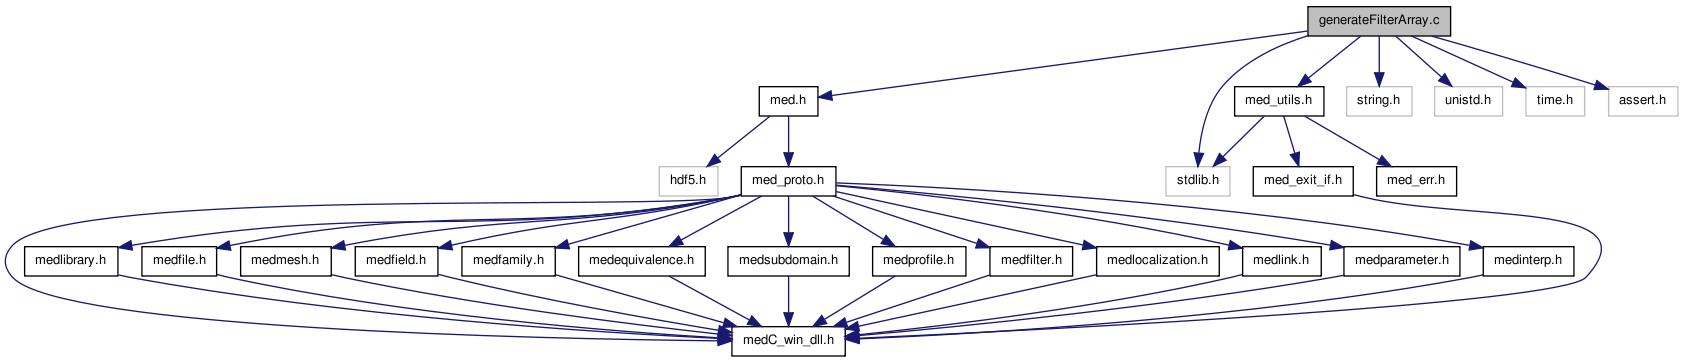 generateFilterArray.c
med.h
med_utils.h
string.h
unistd.h
time.h
assert.h
hdf5.h
med_proto.h
stdlib.h
med_exit_if.h
med_err.h
medlibrary.h
medfile.h
medmesh.h
medfield.h
medfamily.h
medequivalence.h
medsubdomain.h
medprofile.h
medfilter.h
medlocalization.h
medlink.h
medparameter.h
medinterp.h
medC_win_dll.h